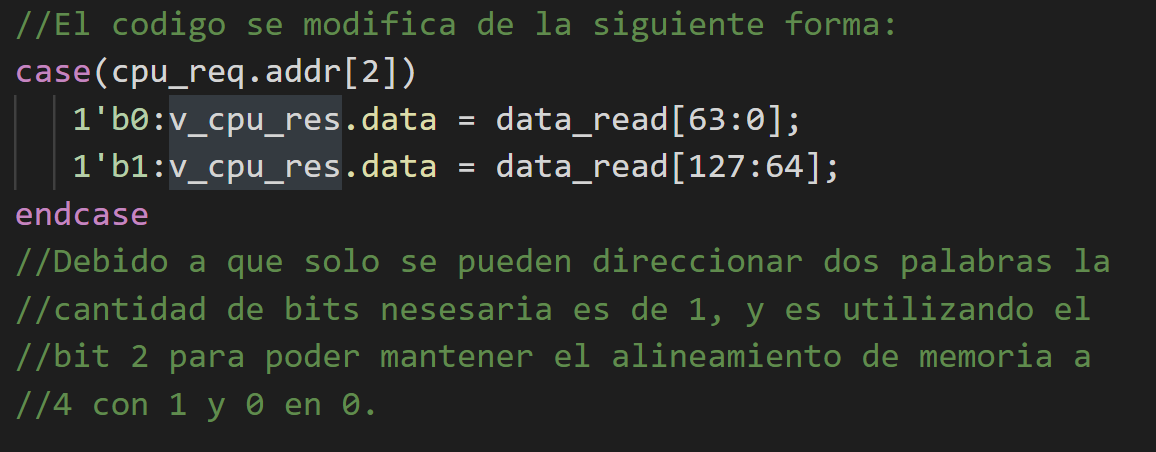 //El codigo se modifica de la siguiente forma:
case(cpu_req.addr[2])
1'b0:v_cpu_res.data = data_read[63:0];
1'b1:v_cpu_res.data = data_read[127:64];
endcase
//Debido a que solo se pueden direccionar dos palabras la
//cantidad de bits nesesaria es de 1, y es utilizando el
//bit 2 para poder mantener el alineamiento de memoria a
//4 con 1 y 0 en 0.